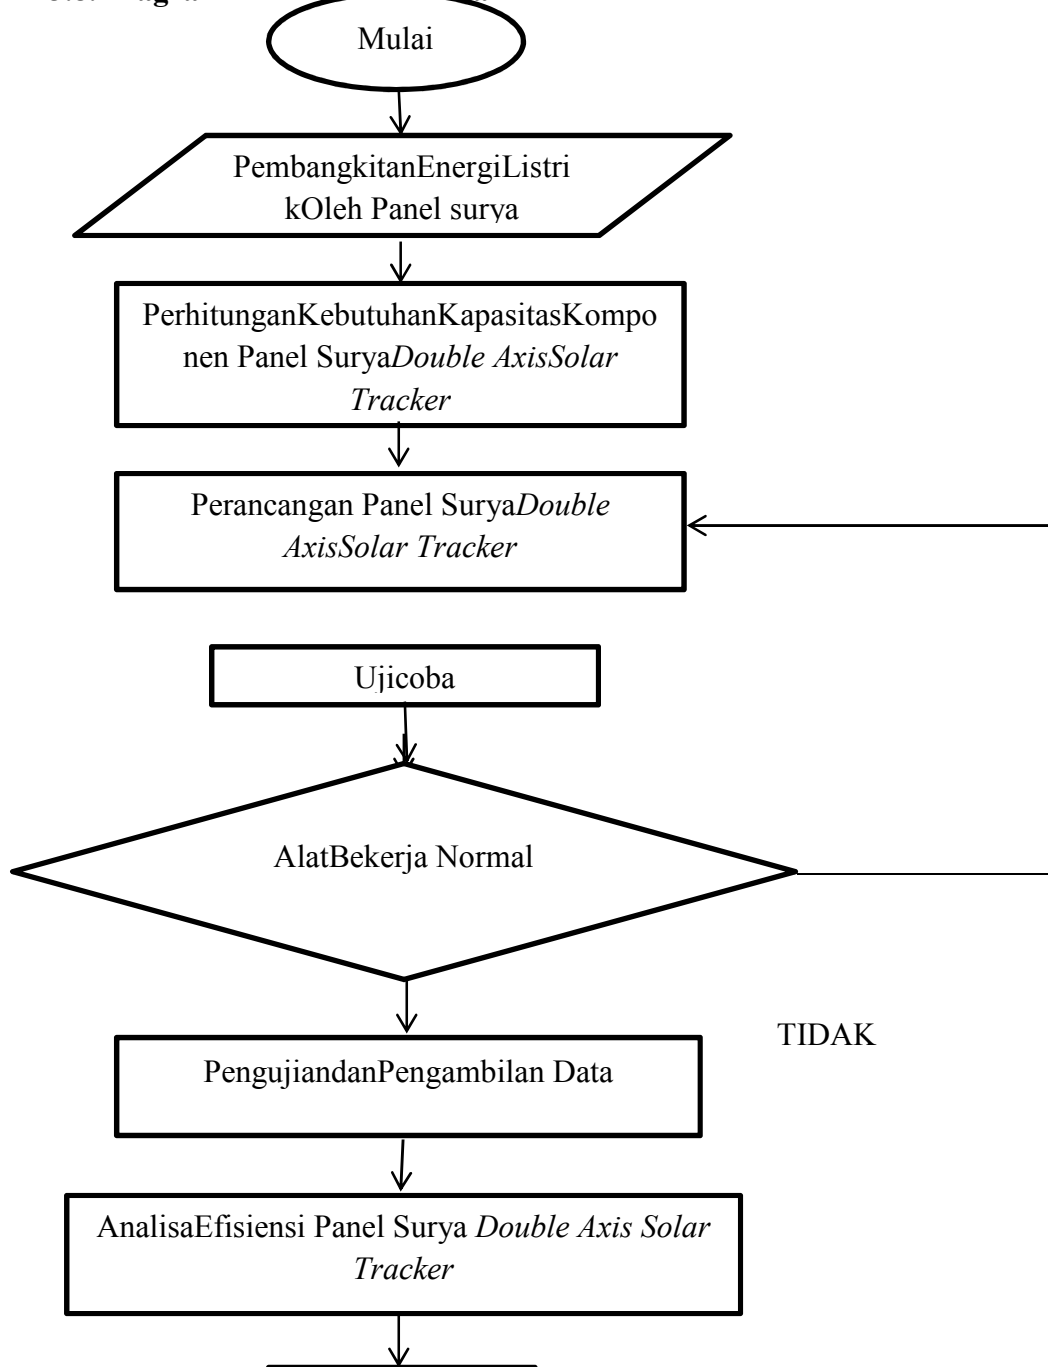 Mulai
PembangkitanEnergiListri
kOleh Panel surya
PerhitunganKebutuhanKapasitasKompo
nen Panel SuryaDouble AxisSolar
Tracker
Perancangan Panel SuryaDouble
AxisSolar Tracker
Ujicoba
AlatBekerja Normal
TIDAK
PengujiandanPengambilan Data
AnalisaEfisiensi Panel Surya Double Axis Solar
Tracker